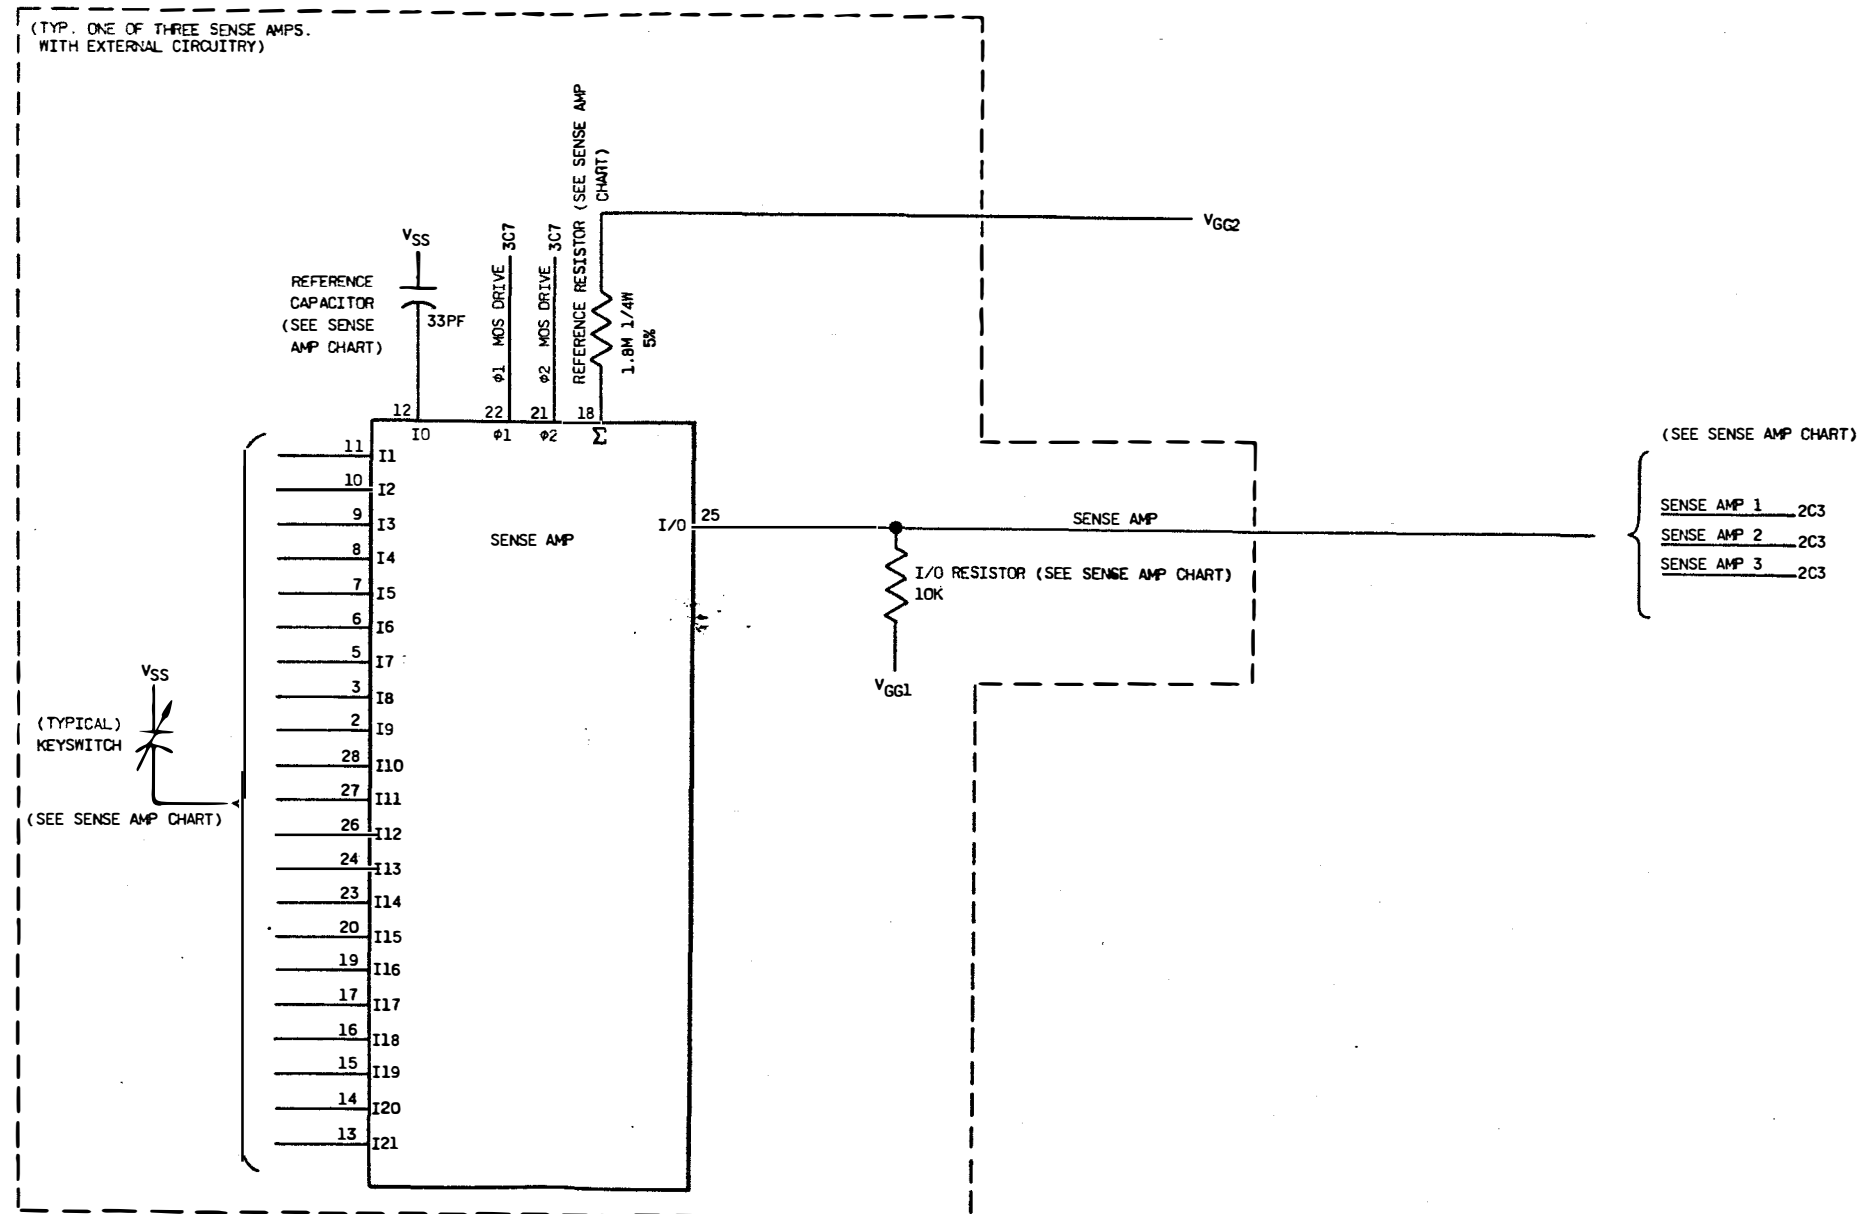 (TYP. ONE OF THREE SENSE AMPS.
WITH EXTERNAL CIRCUITRY)
REFERENCE RESISTOR (SEE SENSE AMP
CHART)
1.8M 1/4W
5%
VGG2
VSS
REFERENCE
CAPACITOR
(SEE SENSE
AMP CHART)
33PF
φ1 MOS DRIVE 3C7
φ2 MOS DRIVE 3C7
12 22 21 18
I0 φ1 φ2 Σ
11 I1
10 I2
9 I3
8 I4
7 I5
6 I6
5 I7
3 I8
2 I9
28 I10
27 I11
26 I12
24 I13
23 I14
20 I15
19 I16
17 I17
16 I18
15 I19
14 I20
13 I21
SENSE AMP
I/O 25
SENSE AMP
I/O RESISTOR (SEE SENSE AMP CHART)
10K
VGG1
VSS
(TYPICAL)
KEYSWITCH
(SEE SENSE AMP CHART)
(SEE SENSE AMP CHART)
SENSE AMP 1 2C3
SENSE AMP 2 2C3
SENSE AMP 3 2C3